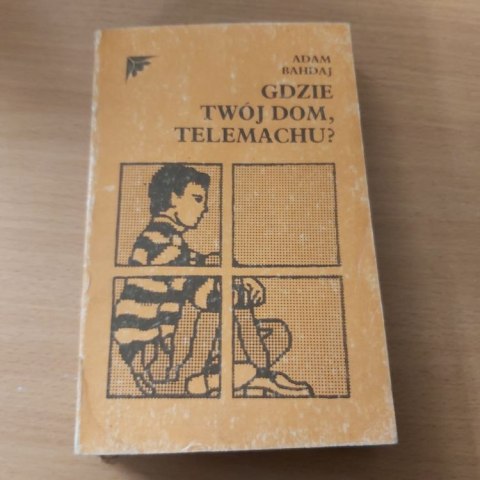 ADAM
BAHDAJ
GDZIE
TWÓJ DOM,
TELEMACHU?